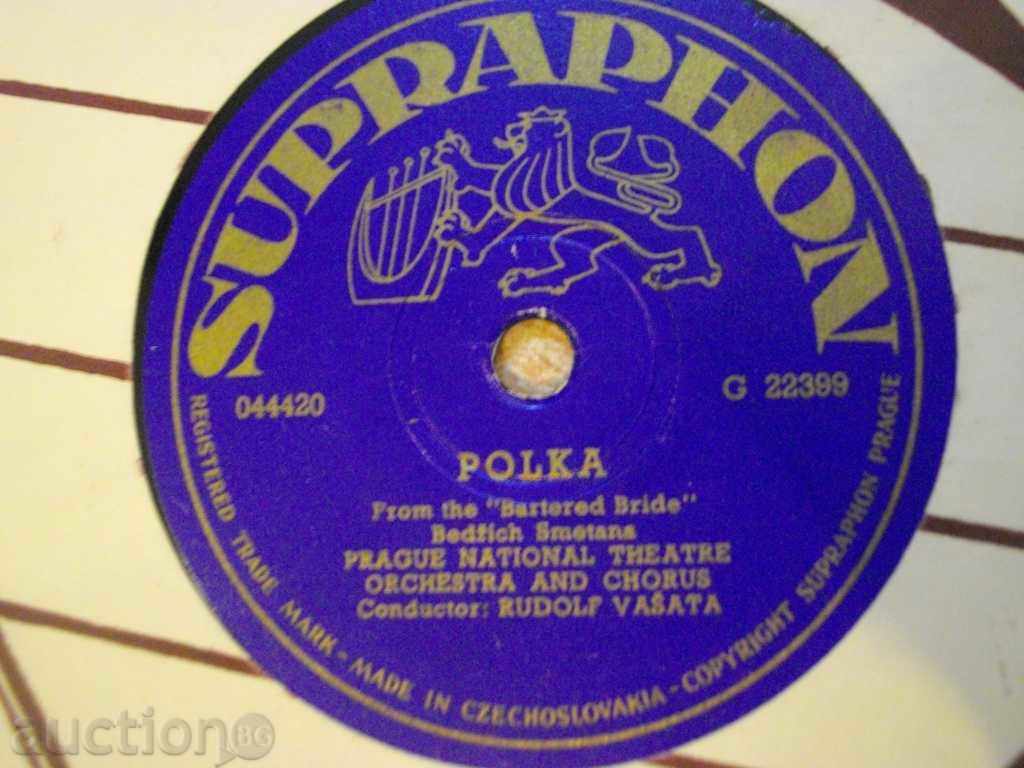 SUPRAPHON
044420
G 22399
POLKA
From the "Bartered Bride"
Bedřich Smetana
PRAGUE NATIONAL THEATRE
ORCHESTRA AND CHORUS
Conductor: RUDOLF VAŠATA
REGISTERED TRADE MARK - MADE IN CZECHOSLOVAKIA - COPYRIGHT SUPRAPHON PRAGUE
auction BG